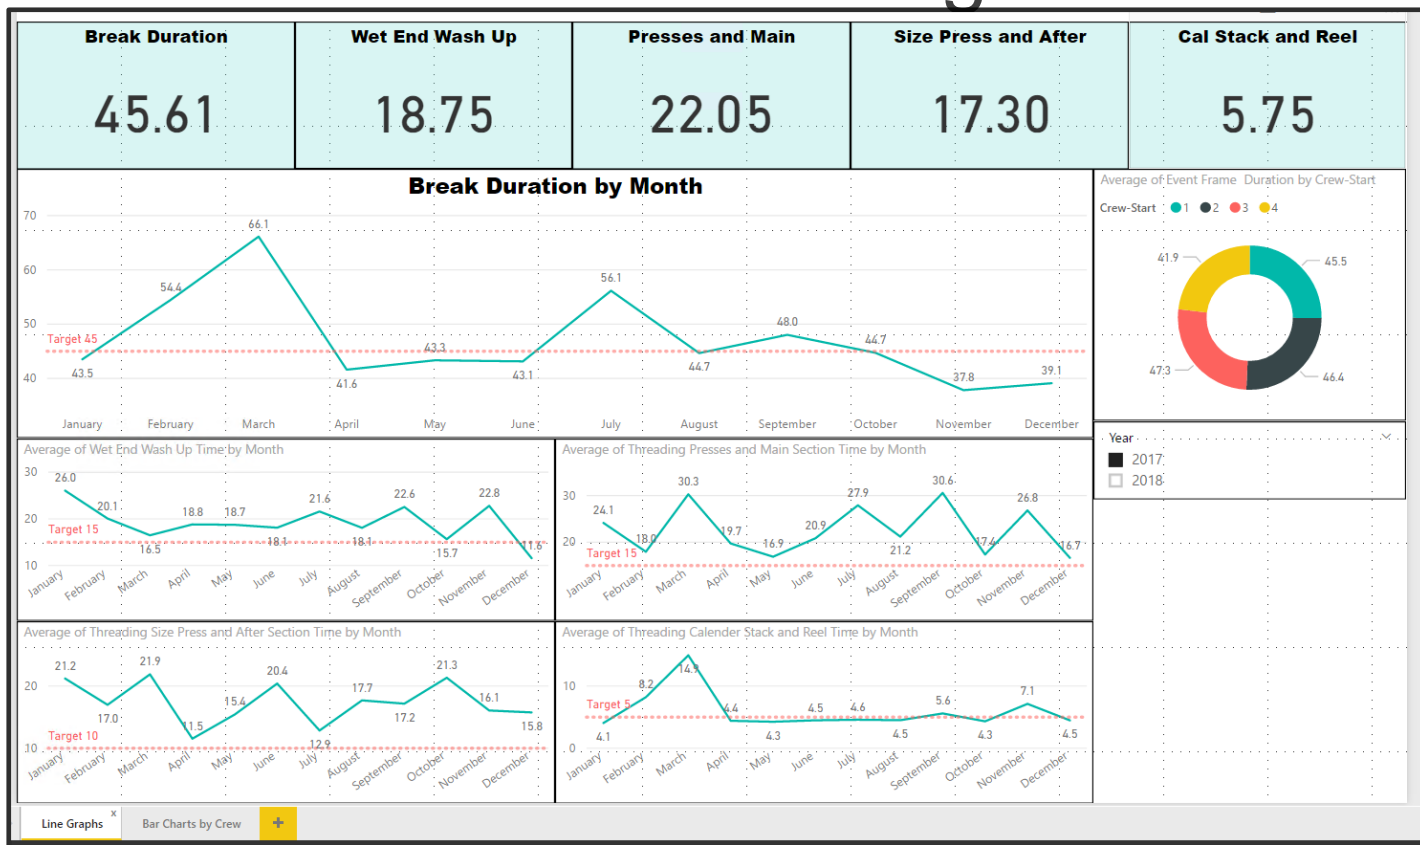 Break Duration
45.61
Wet End Wash Up
18.75
Presses and Main
22.05
Size Press and After
17.30
Cal Stack and Reel
5.75
Break Duration by Month
70
60
50
40
Target 45
43.5
54.4
66.1
41.6
43.3
43.1
56.1
44.7
48.0
44.7
37.8
39.1
January
February
March
April
May
June
July
August
September
October
November
December
Average of Event Frame Duration by Crew-Start
Crew-Start 1 2 3 4
41.9
45.5
47.3
46.4
Year
2017
2018
Average of Wet End Wash Up Time by Month
30
20
10
Target 15
26.0
20.1
16.5
18.8
18.7
18.1
21.6
18.1
22.6
15.7
22.8
11.6
January
February
March
April
May
June
July
August
September
October
November
December
Average of Threading Presses and Main Section Time by Month
30
20
Target 15
24.1
18.0
30.3
19.7
16.9
20.9
27.9
21.2
30.6
17.4
26.8
16.7
January
February
March
April
May
June
July
August
September
October
November
December
Average of Threading Size Press and After Section Time by Month
20
10
Target 10
21.2
17.0
21.9
11.5
15.4
20.4
12.9
17.7
17.2
21.3
16.1
15.8
January
February
March
April
May
June
July
August
September
October
November
December
Average of Threading Calender Stack and Reel Time by Month
10
0
Target 5
4.1
8.2
14.9
4.4
4.3
4.5
4.6
4.5
5.6
4.3
7.1
4.5
January
February
March
April
May
June
July
August
September
October
November
December
Line Graphs x
Bar Charts by Crew
+